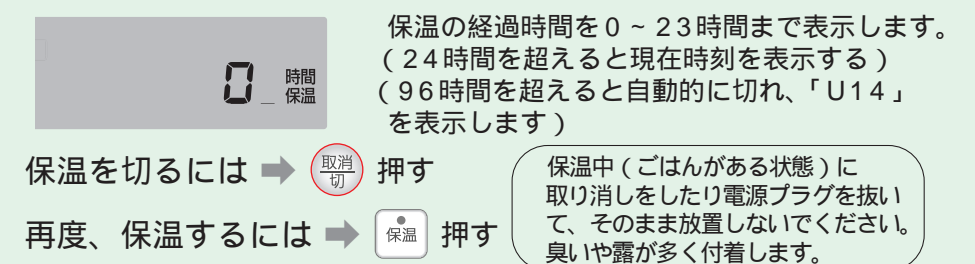 保温の経過時間を0~23時間まで表示します。
(24時間を超えると現在時刻を表示する)
(96時間を超えると自動的に切れ、「U14」
を表示します)
0 時間
保温
保温を切るには ➡ 取消
切 押す
再度、保温するには ➡ 保温 押す
保温中(ごはんがある状態)に
取り消しをしたり電源プラグを抜い
て、そのまま放置しないでください。
臭いや露が多く付着します。